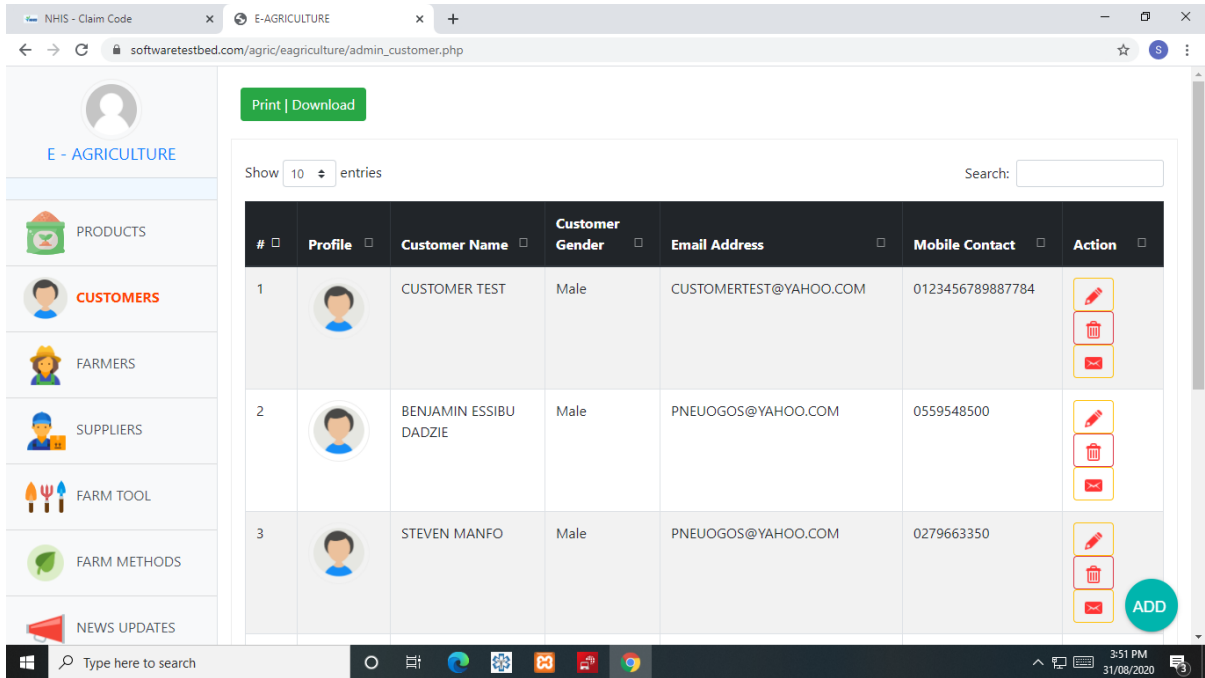 NHIS - Claim Code
E-AGRICULTURE
softwaretestbed.com/agric/eagriculture/admin_customer.php
S
E - AGRICULTURE
PRODUCTS
CUSTOMERS
FARMERS
SUPPLIERS
FARM TOOL
FARM METHODS
NEWS UPDATES
Print | Download
Show 10 entries
Search:
# Profile Customer Name Customer Gender Email Address Mobile Contact Action
1 CUSTOMER TEST Male CUSTOMERTEST@YAHOO.COM 0123456789887784
2 BENJAMIN ESSIBU DADZIE Male PNEUOGOS@YAHOO.COM 0559548500
3 STEVEN MANFO Male PNEUOGOS@YAHOO.COM 0279663350
ADD
Type here to search
3:51 PM
31/08/2020
3